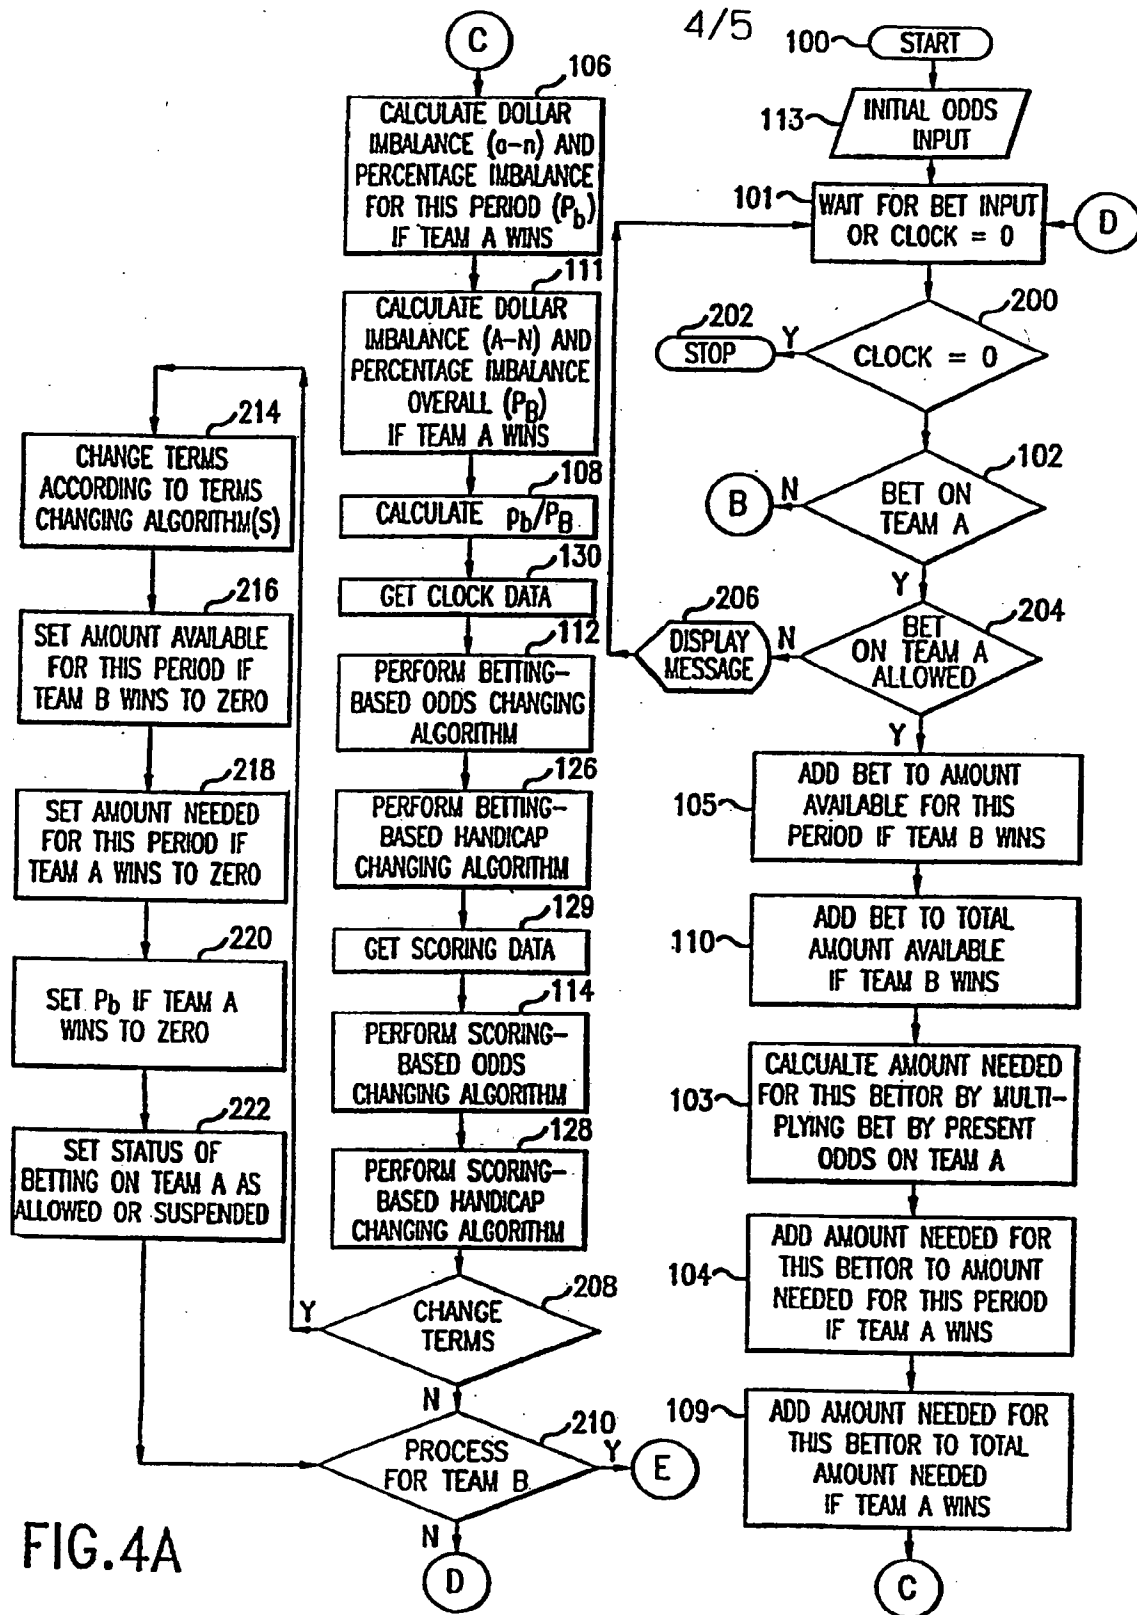 4/5
100
START
113
INITIAL ODDS
INPUT
101
WAIT FOR BET INPUT
OR CLOCK = 0
D
200
CLOCK = 0
Y
202
STOP
102
BET ON
TEAM A
N
B
Y
204
BET
ON TEAM A
ALLOWED
N
206
DISPLAY
MESSAGE
Y
105
ADD BET TO AMOUNT
AVAILABLE FOR THIS
PERIOD IF TEAM B WINS
110
ADD BET TO TOTAL
AMOUNT AVAILABLE
IF TEAM B WINS
103
CALCUALTE AMOUNT NEEDED
FOR THIS BETTOR BY MULTI-
PLYING BET BY PRESENT
ODDS ON TEAM A
104
ADD AMOUNT NEEDED FOR
THIS BETTOR TO AMOUNT
NEEDED FOR THIS PERIOD
IF TEAM A WINS
109
ADD AMOUNT NEEDED FOR
THIS BETTOR TO TOTAL
AMOUNT NEEDED
IF TEAM A WINS
C
C
106
CALCULATE DOLLAR
IMBALANCE (a-n) AND
PERCENTAGE IMBALANCE
FOR THIS PERIOD (Pb)
IF TEAM A WINS
111
CALCULATE DOLLAR
IMBALANCE (A-N) AND
PERCENTAGE IMBALANCE
OVERALL (PB)
IF TEAM A WINS
108
CALCULATE Pb/PB
130
GET CLOCK DATA
112
PERFORM BETTING-
BASED ODDS CHANGING
ALGORITHM
126
PERFORM BETTING-
BASED HANDICAP
CHANGING ALGORITHM
129
GET SCORING DATA
114
PERFORM SCORING-
BASED ODDS
CHANGING ALGORITHM
128
PERFORM SCORING-
BASED HANDICAP
CHANGING ALGORITHM
208
CHANGE
TERMS
Y
N
210
PROCESS
FOR TEAM B
Y
E
N
D
214
CHANGE TERMS
ACCORDING TO TERMS
CHANGING ALGORITHM(S)
216
SET AMOUNT AVAILABLE
FOR THIS PERIOD IF
TEAM B WINS TO ZERO
218
SET AMOUNT NEEDED
FOR THIS PERIOD IF
TEAM A WINS TO ZERO
220
SET Pb IF TEAM A
WINS TO ZERO
222
SET STATUS OF
BETTING ON TEAM A AS
ALLOWED OR SUSPENDED
FIG.4A